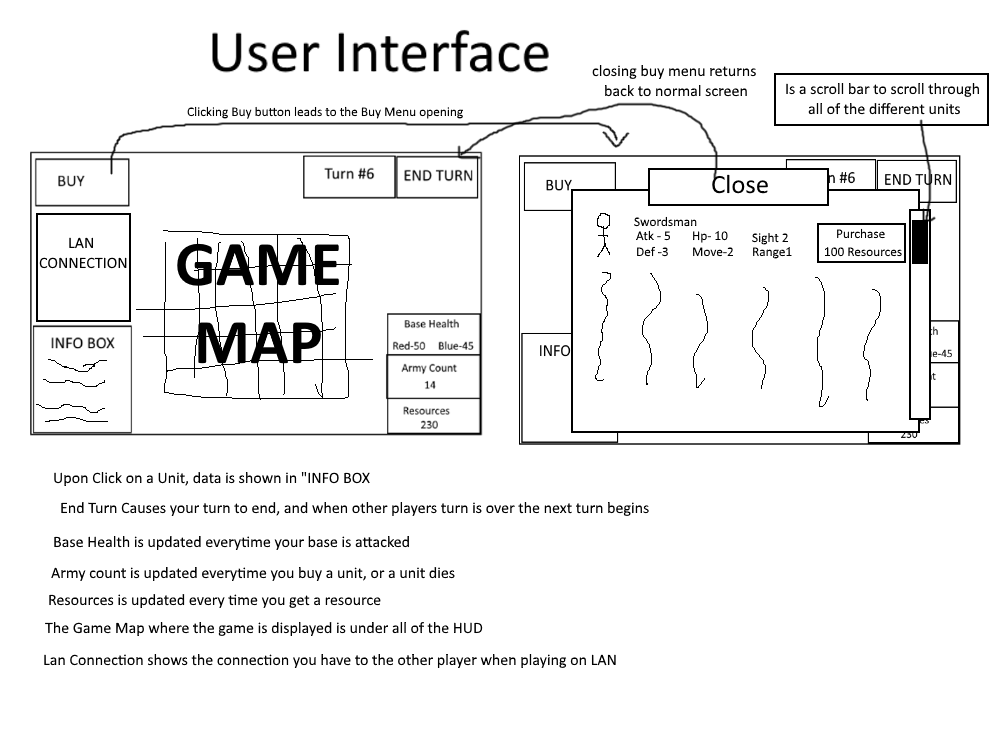 User Interface
closing buy menu returns
back to normal screen
Is a scroll bar to scroll through
all of the different units
Clicking Buy button leads to the Buy Menu opening
BUY
Turn #6
END TURN
LAN
CONNECTION
GAME
MAP
INFO BOX
Base Health
Red-50 Blue-45
Army Count
14
Resources
230
BUY
n #6
END TURN
Close
Swordsman
Atk - 5
Def -3
Hp- 10
Move-2
Sight 2
Range1
Purchase
100 Resources
INFO
th
ue-45
nt
es
230
Upon Click on a Unit, data is shown in "INFO BOX
End Turn Causes your turn to end, and when other players turn is over the next turn begins
Base Health is updated everytime your base is attacked
Army count is updated everytime you buy a unit, or a unit dies
Resources is updated every time you get a resource
The Game Map where the game is displayed is under all of the HUD
Lan Connection shows the connection you have to the other player when playing on LAN